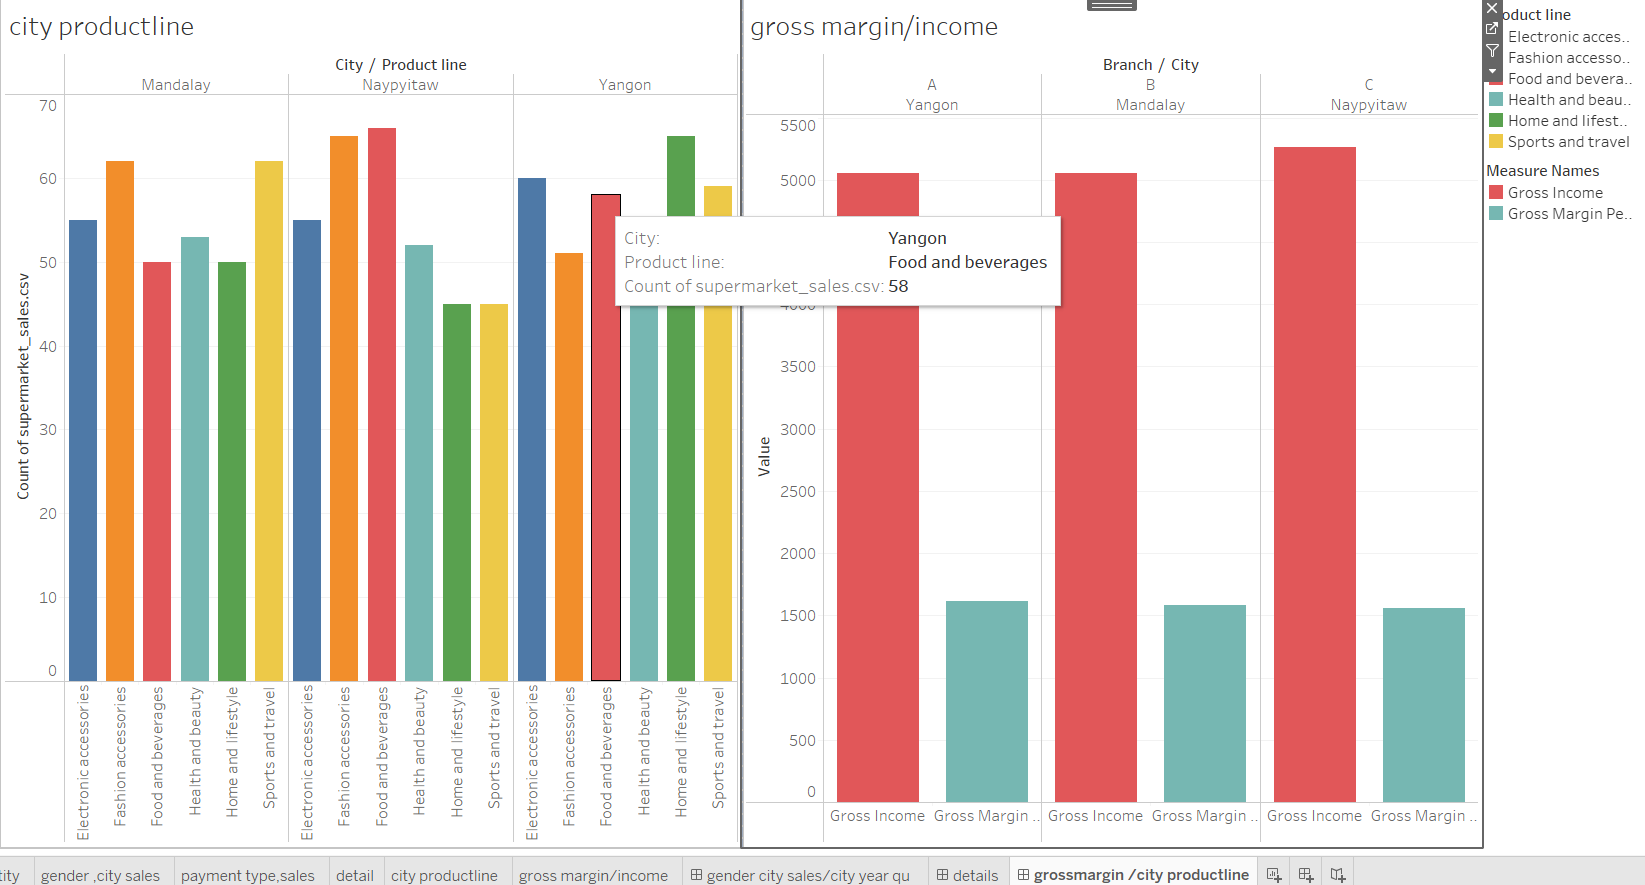 city productline
City / Product line
Mandalay
Naypyitaw
Yangon
70
60
50
40
30
20
10
0
Count of supermarket_sales.csv
Electronic accessories
Fashion accessories
Food and beverages
Health and beauty
Home and lifestyle
Sports and travel
Electronic accessories
Fashion accessories
Food and beverages
Health and beauty
Home and lifestyle
Sports and travel
Electronic accessories
Fashion accessories
Food and beverages
Health and beauty
Home and lifestyle
Sports and travel
City: Yangon
Product line: Food and beverages
Count of supermarket_sales.csv: 58
gross margin/income
Branch / City
A
Yangon
B
Mandalay
C
Naypyitaw
5500
5000
4000
3500
3000
2500
2000
1500
1000
500
0
Value
Gross Income
Gross Margin ..
Gross Income
Gross Margin ..
Gross Income
Gross Margin ..
oduct line
Electronic acces..
Fashion accesso..
Food and bevera..
Health and beau..
Home and lifest..
Sports and travel
Measure Names
Gross Income
Gross Margin Pe..
tity
gender ,city sales
payment type,sales
detail
city productline
gross margin/income
gender city sales/city year qu
details
grossmargin /city productline